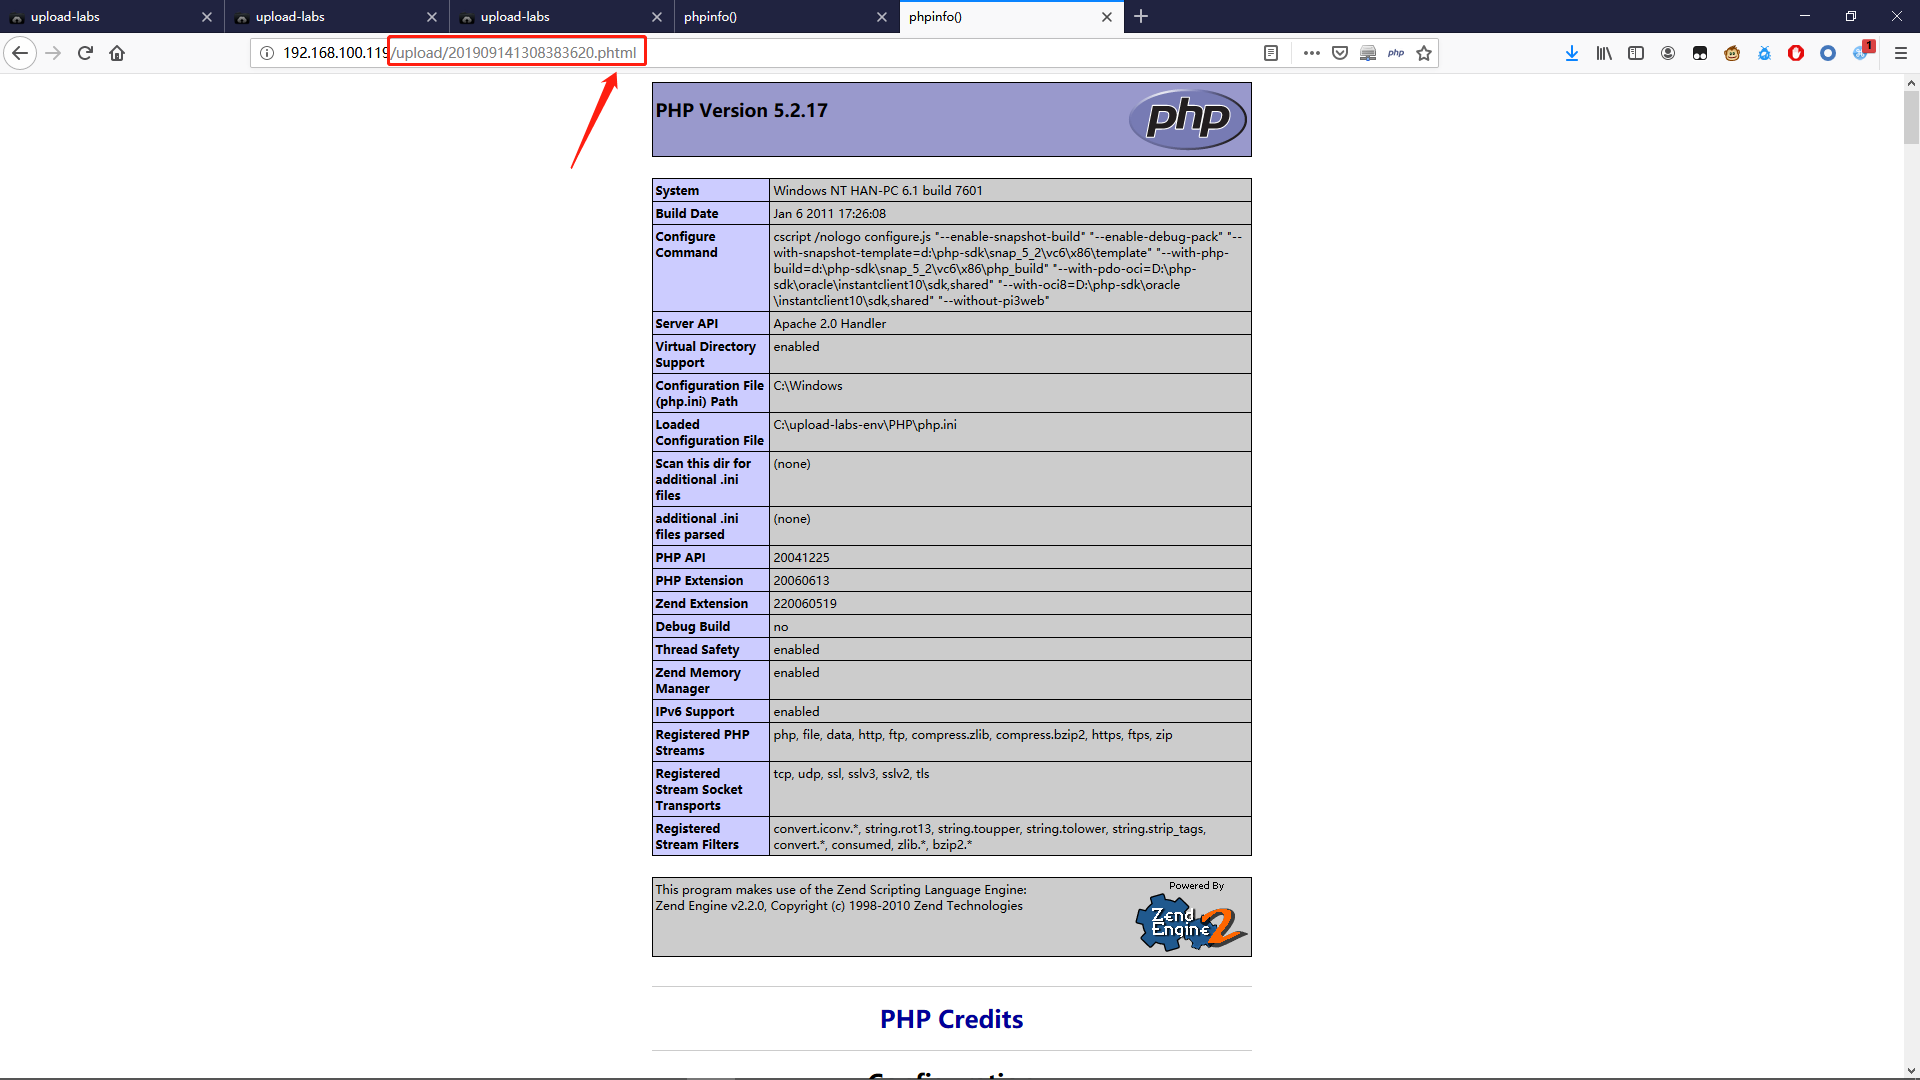 upload-labs
upload-labs
upload-labs
phpinfo()
phpinfo()
192.168.100.119/upload/201909141308383620.phtml
php
1
PHP Version 5.2.17
php
System
Windows NT HAN-PC 6.1 build 7601
Build Date
Jan 6 2011 17:26:08
Configure
Command
cscript /nologo configure.js "--enable-snapshot-build" "--enable-debug-pack" "--
with-snapshot-template=d:\php-sdk\snap_5_2\vc6\x86\template" "--with-php-
build=d:\php-sdk\snap_5_2\vc6\x86\php_build" "--with-pdo-oci=D:\php-
sdk\oracle\instantclient10\sdk,shared" "--with-oci8=D:\php-sdk\oracle
\instantclient10\sdk,shared" "--without-pi3web"
Server API
Apache 2.0 Handler
Virtual Directory
Support
enabled
Configuration File
(php.ini) Path
C:\Windows
Loaded
Configuration File
C:\upload-labs-env\PHP\php.ini
Scan this dir for
additional .ini
files
(none)
additional .ini
files parsed
(none)
PHP API
20041225
PHP Extension
20060613
Zend Extension
220060519
Debug Build
no
Thread Safety
enabled
Zend Memory
Manager
enabled
IPv6 Support
enabled
Registered PHP
Streams
php, file, data, http, ftp, compress.zlib, compress.bzip2, https, ftps, zip
Registered
Stream Socket
Transports
tcp, udp, ssl, sslv3, sslv2, tls
Registered
Stream Filters
convert.iconv.*, string.rot13, string.toupper, string.tolower, string.strip_tags,
convert.*, consumed, zlib.*, bzip2.*
This program makes use of the Zend Scripting Language Engine:
Zend Engine v2.2.0, Copyright (c) 1998-2010 Zend Technologies
Powered By
Zend
Engine 2
PHP Credits